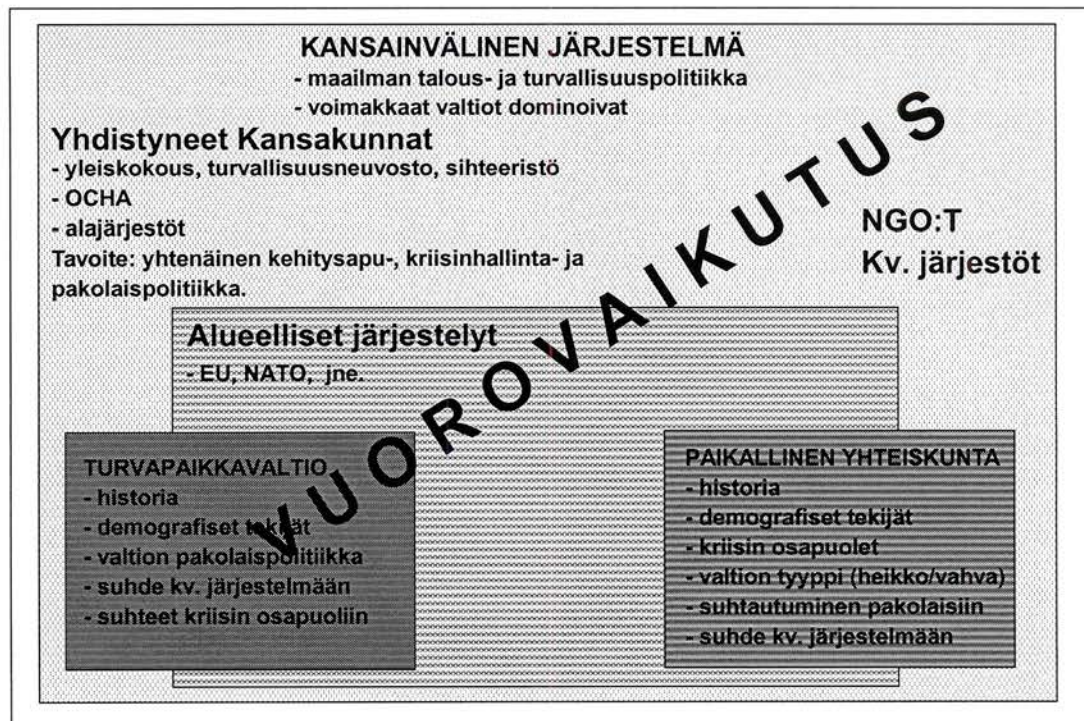 KANSAINVÄLINEN JÄRJESTELMÄ
- maailman talous- ja turvallisuuspolitiikka
- voimakkaat valtiot dominoivat
Yhdistyneet Kansakunnat
- yleiskokous, turvallisuusneuvosto, sihteeristö
- OCHA
- alajärjestöt
Tavoite: yhtenäinen kehitysapu-, kriisinhallinta- ja
pakolaispolitiikka.
NGO:T
Kv. järjestöt
VUOROVAIKUTUS
Alueelliset järjestelyt
- EU, NATO, jne.
TURVAPAIKKAVALTIO
- historia
- demografiset tekijät
- valtion pakolaispolitiikka
- suhde kv. järjestelmään
- suhteet kriisin osapuoliin
PAIKALLINEN YHTEISKUNTA
- historia
- demografiset tekijät
- kriisin osapuolet
- valtion tyyppi (heikko/vahva)
- suhtautuminen pakolaisiin
- suhde kv. järjestelmään